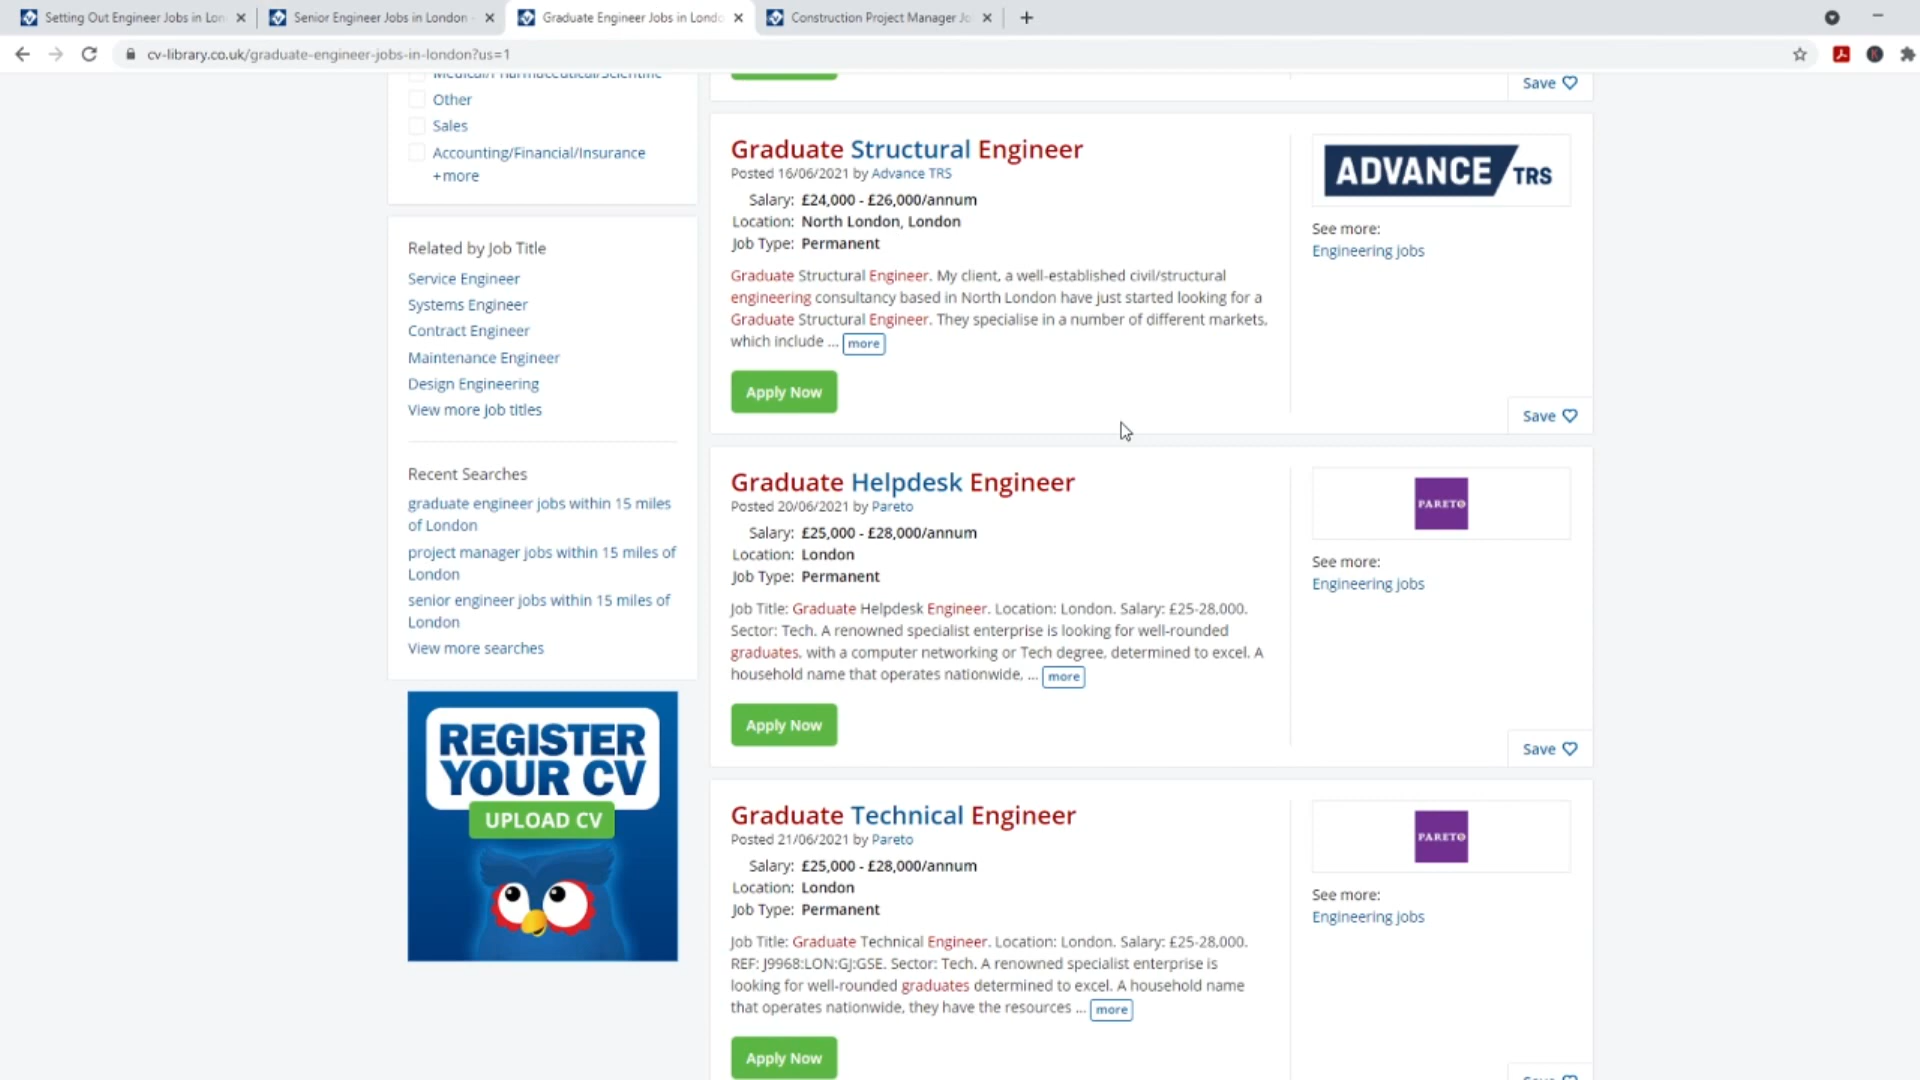 Setting Out Engineer Jobs in Lon
Senior Engineer Jobs in London -
Graduate Engineer Jobs in Londo
Construction Project Manager Jo
cv-library.co.uk/graduate-engineer-jobs-in-london?us=1
Medical/Pharmaceutical/Scientific
Other
Sales
Accounting/Financial/Insurance
+more
Related by Job Title
Service Engineer
Systems Engineer
Contract Engineer
Maintenance Engineer
Design Engineering
View more job titles
Recent Searches
graduate engineer jobs within 15 miles
of London
project manager jobs within 15 miles of
London
senior engineer jobs within 15 miles of
London
View more searches
REGISTER
YOUR CV
UPLOAD CV
Save
Graduate Structural Engineer
Posted 16/06/2021 by Advance TRS
Salary: £24,000 - £26,000/annum
Location: North London, London
Job Type: Permanent
Graduate Structural Engineer. My client, a well-established civil/structural
engineering consultancy based in North London have just started looking for a
Graduate Structural Engineer. They specialise in a number of different markets,
which include ... more
Apply Now
ADVANCE TRS
See more:
Engineering jobs
Save
Graduate Helpdesk Engineer
Posted 20/06/2021 by Pareto
Salary: £25,000 - £28,000/annum
Location: London
Job Type: Permanent
Job Title: Graduate Helpdesk Engineer. Location: London. Salary: £25-28,000.
Sector: Tech. A renowned specialist enterprise is looking for well-rounded
graduates, with a computer networking or Tech degree, determined to excel. A
household name that operates nationwide, ... more
Apply Now
PARETO
See more:
Engineering jobs
Save
Graduate Technical Engineer
Posted 21/06/2021 by Pareto
Salary: £25,000 - £28,000/annum
Location: London
Job Type: Permanent
Job Title: Graduate Technical Engineer. Location: London. Salary: £25-28,000.
REF: J9968:LON:GJ:GSE. Sector: Tech. A renowned specialist enterprise is
looking for well-rounded graduates determined to excel. A household name
that operates nationwide, they have the resources ... more
Apply Now
PARETO
See more:
Engineering jobs
Save